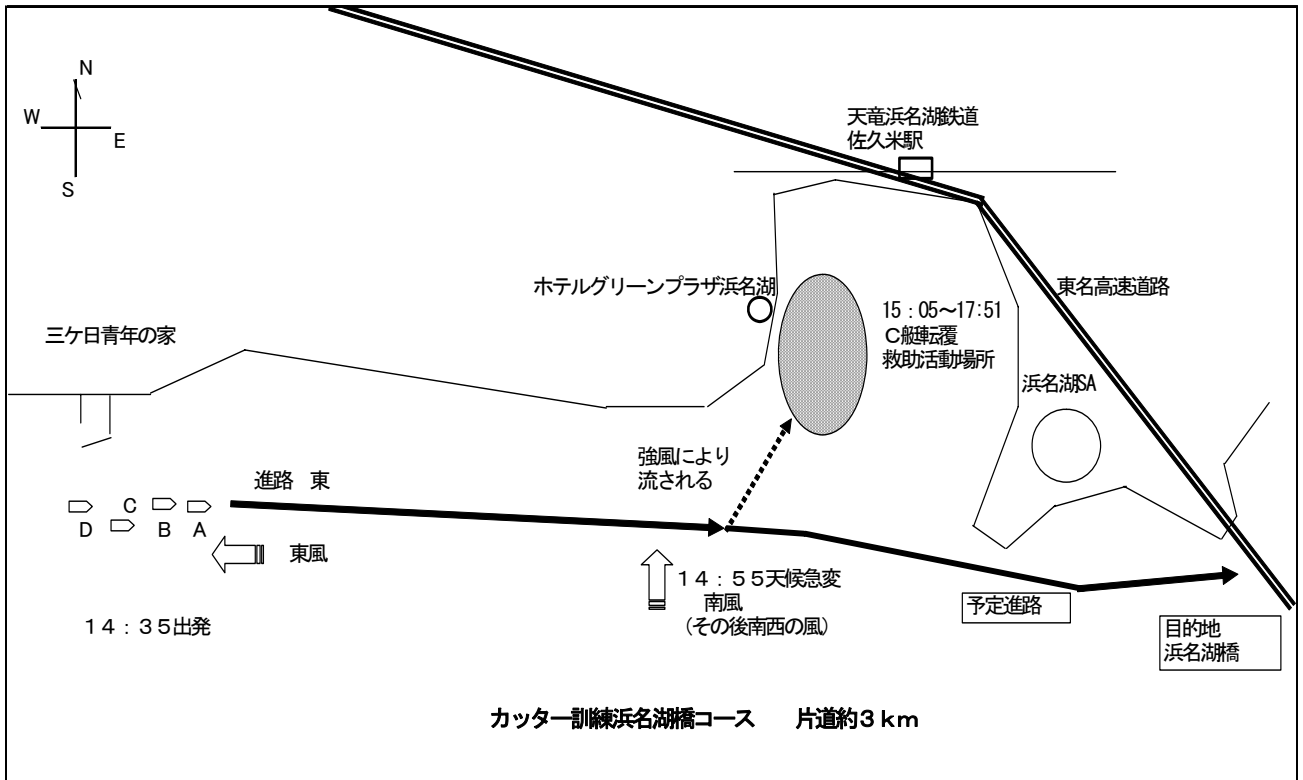 N
W
E
S
天竜浜名湖鉄道
佐久米駅
ホテルグリーンプラザ浜名湖
東名高速道路
15：05～17:51
C艇転覆
救助活動場所
三ケ日青年の家
浜名湖SA
強風により
流される
進路　東
C
D
B
A
東風
１４：５５天候急変
南風
（その後南西の風）
予定進路
１４：３５出発
目的地
浜名湖橋
カッター訓練浜名湖橋コース　　片道約３ｋｍ